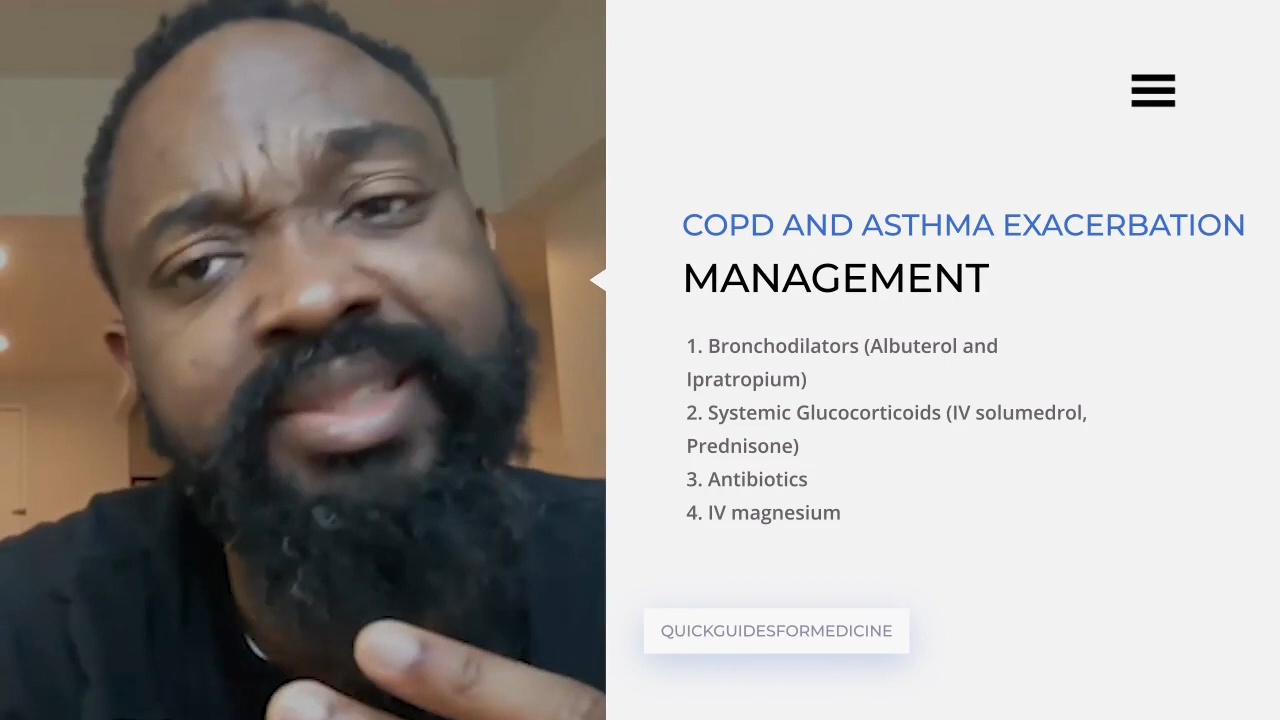 COPD AND ASTHMA EXACERBATION
MANAGEMENT
1. Bronchodilators (Albuterol and
Ipratropium)
2. Systemic Glucocorticoids (IV solumedrol,
Prednisone)
3. Antibiotics
4. IV magnesium
QUICKGUIDESFORMEDICINE